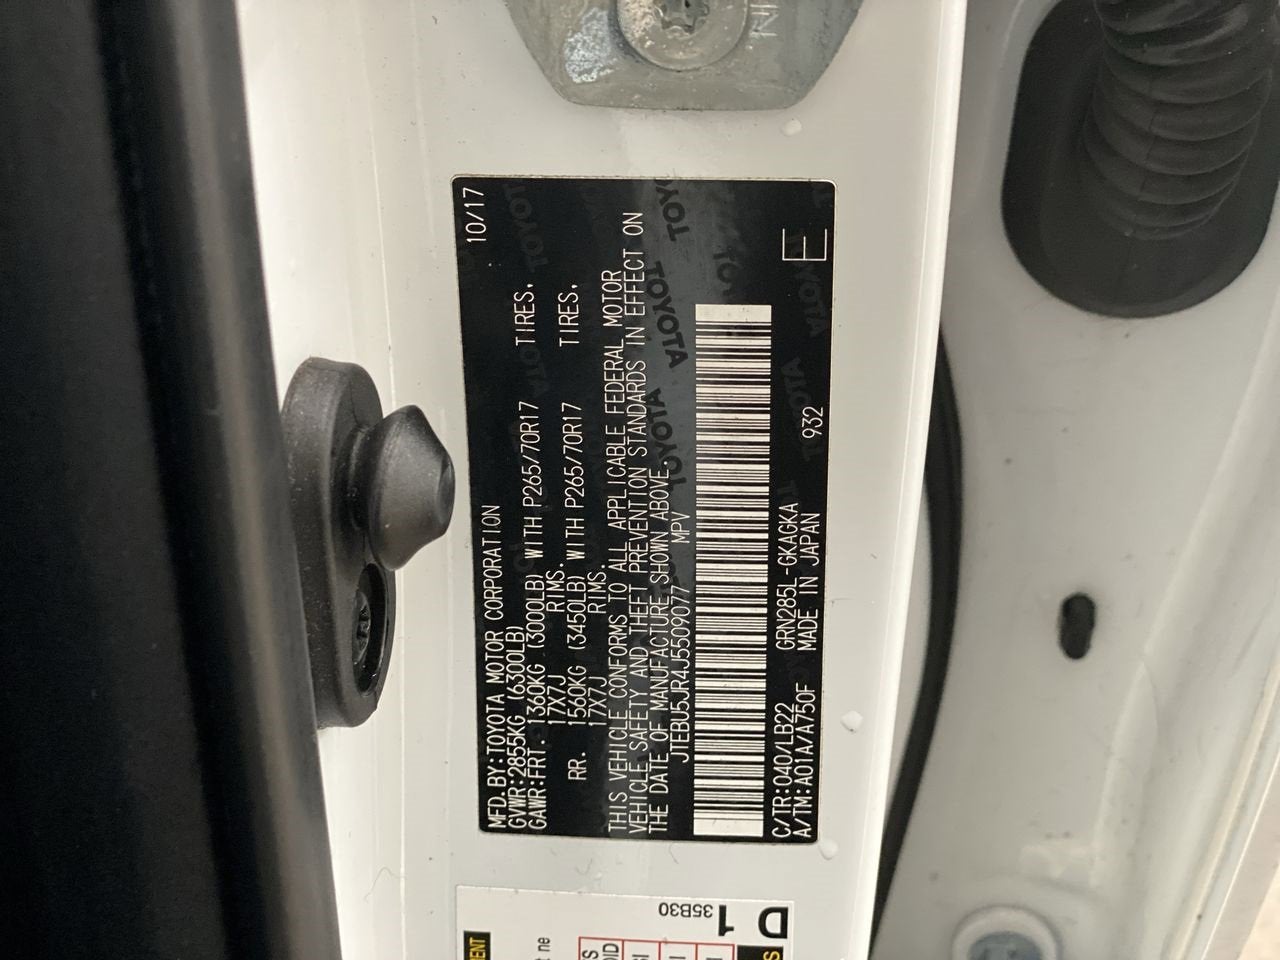 10/17
MFD.BY:TOYOTA MOTOR CORPORATION
GVWR:2855KG (6300LB)
GAWR:FRT. 1360KG (3000LB) WITH P265/70R17 TIRES,
17X7J RIMS.
RR. 1560KG (3450LB) WITH P265/70R17 TIRES,
17X7J RIMS.
THIS VEHICLE CONFORMS TO ALL APPLICABLE FEDERAL MOTOR
VEHICLE SAFETY AND THEFT PREVENTION STANDARDS IN EFFECT ON
THE DATE OF MANUFACTURE SHOWN ABOVE.
JTEBU5JR4J5509077 MPV
C/TR:040/LB22 GRN285L-GKAGKA 932
A/TM:A01A/A750F MADE IN JAPAN
E
TOYOTA
TOYOTA
TOYOTA
35B30
D1